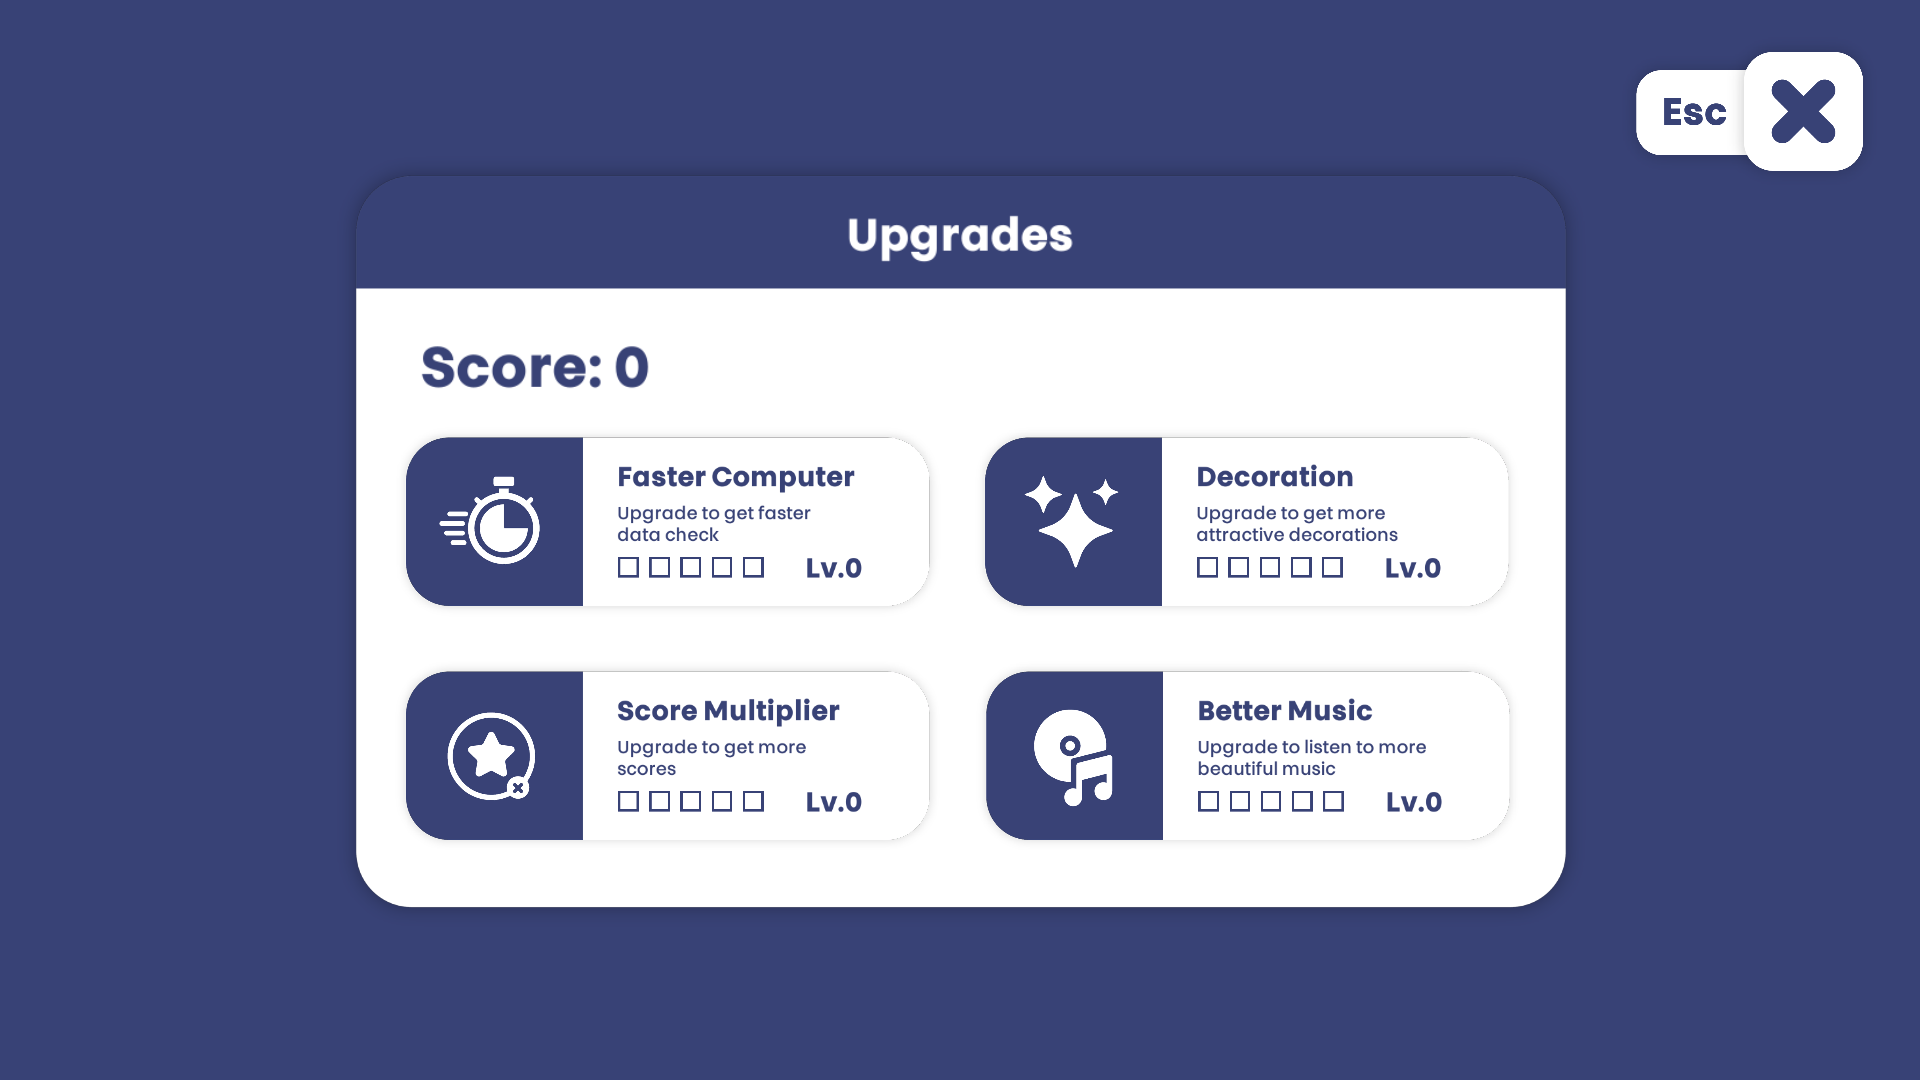 Esc
Upgrades
Score: 0
Faster Computer
Upgrade to get faster
data check
Lv.0
Decoration
Upgrade to get more
attractive decorations
Lv.0
Score Multiplier
Upgrade to get more
scores
Lv.0
Better Music
Upgrade to listen to more
beautiful music
Lv.0